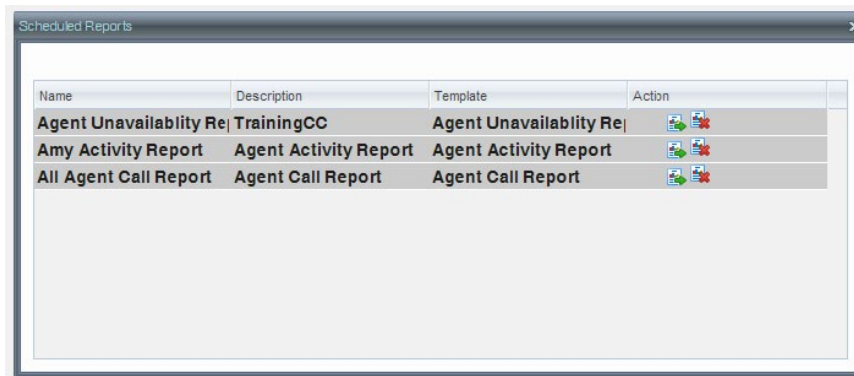 Scheduled Reports
Name Description Template Action
Agent Unavailablity Re TrainingCC Agent Unavailablity Re
Amy Activity Report Agent Activity Report Agent Activity Report
All Agent Call Report Agent Call Report Agent Call Report